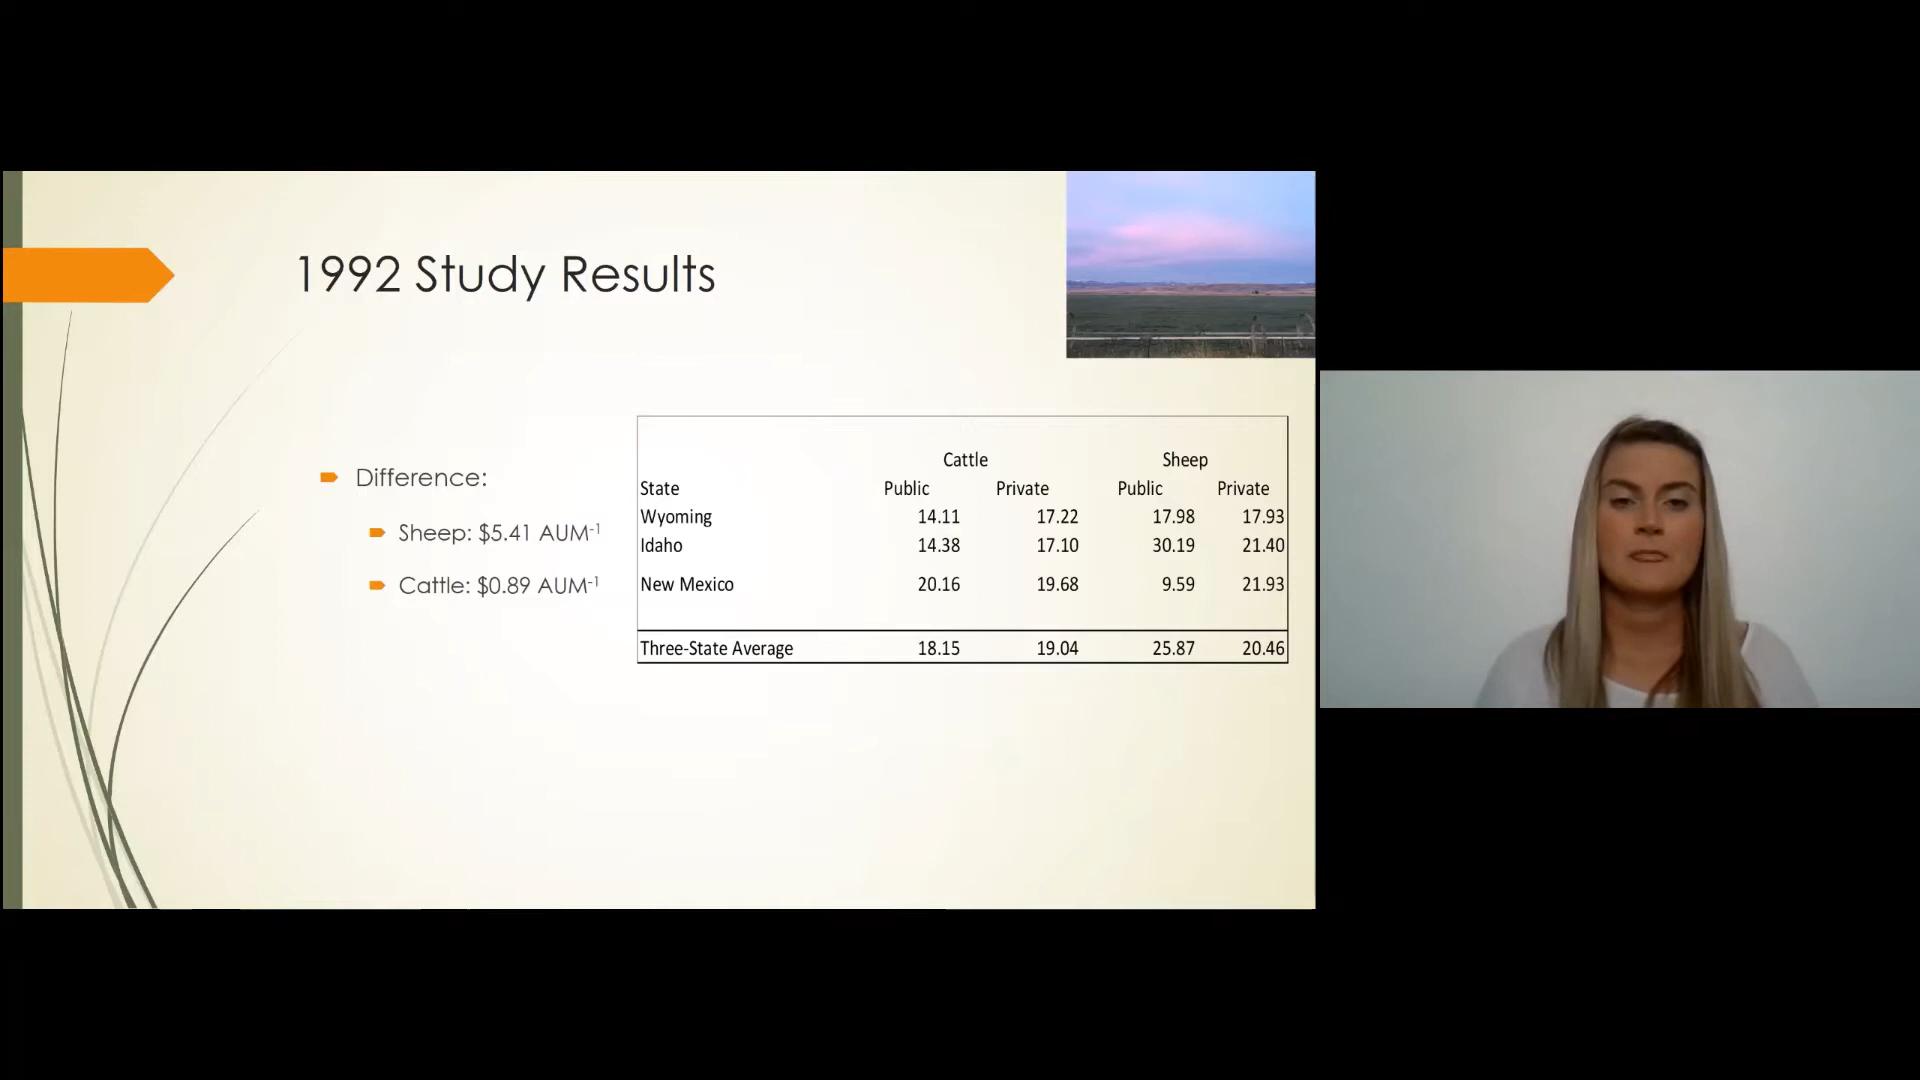 1992 Study Results
Difference:
Sheep: $5.41 AUM⁻¹
Cattle: $0.89 AUM⁻¹
Cattle Sheep
State Public Private Public Private
Wyoming 14.11 17.22 17.98 17.93
Idaho 14.38 17.10 30.19 21.40
New Mexico 20.16 19.68 9.59 21.93
Three-State Average 18.15 19.04 25.87 20.46